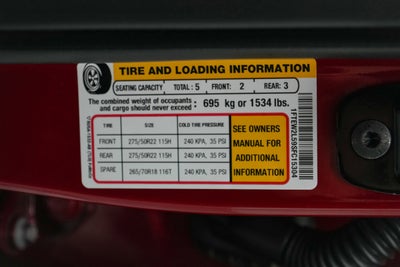 TIRE AND LOADING INFORMATION
SEATING CAPACITY TOTAL: 5 FRONT: 2 REAR: 3
The combined weight of occupants
and cargo should never exceed 695 kg or 1534 lbs.
TIRE SIZE COLD TIRE PRESSURE
FRONT 275/50R22 115H 240 KPA, 35 PSI
REAR 275/50R22 115H 240 KPA, 35 PSI
SPARE 265/70R18 116T 240 KPA, 35 PSI
SEE OWNERS
MANUAL FOR
ADDITIONAL
INFORMATION